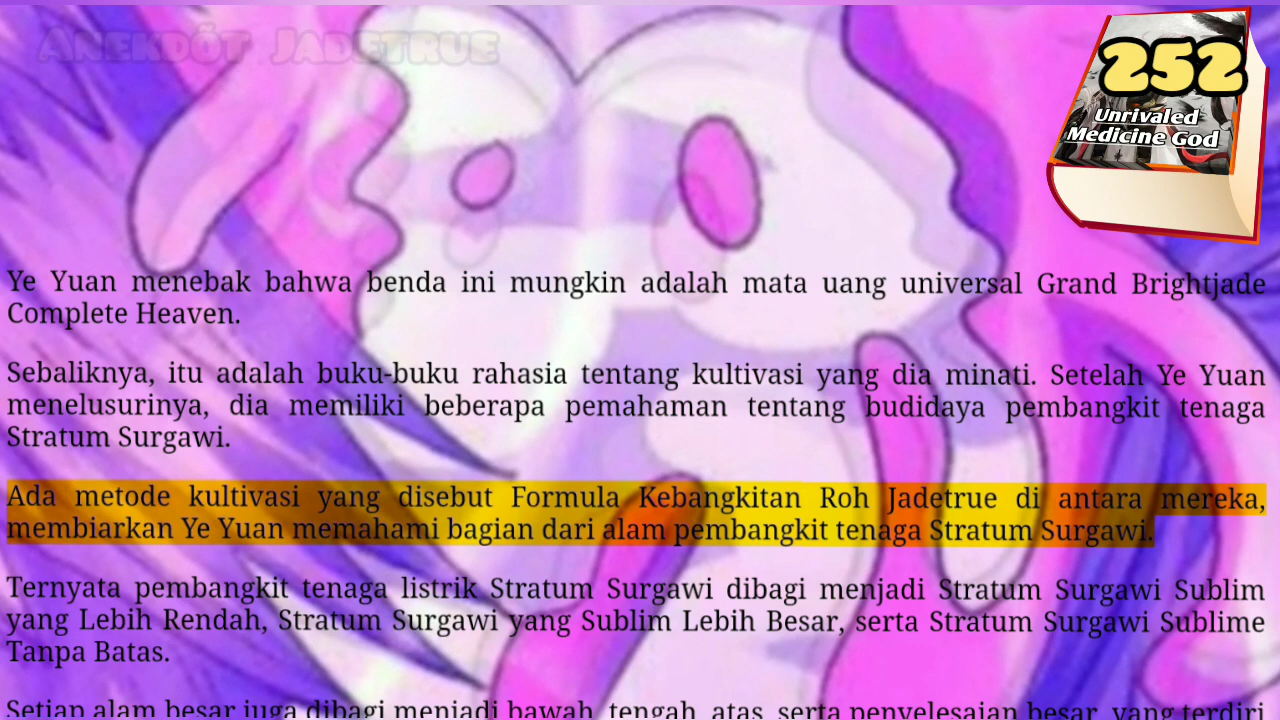 Anekdōt Jadetrue
252
Unrivaled
Medicine God
Ye Yuan menebak bahwa benda ini mungkin adalah mata uang universal Grand Brightjade
Complete Heaven.
Sebaliknya, itu adalah buku-buku rahasia tentang kultivasi yang dia minati. Setelah Ye Yuan
menelusurinya, dia memiliki beberapa pemahaman tentang budidaya pembangkit tenaga
Stratum Surgawi.
Ada metode kultivasi yang disebut Formula Kebangkitan Roh Jadetrue di antara mereka,
membiarkan Ye Yuan memahami bagian dari alam pembangkit tenaga Stratum Surgawi.
Ternyata pembangkit tenaga listrik Stratum Surgawi dibagi menjadi Stratum Surgawi Sublim
yang Lebih Rendah, Stratum Surgawi yang Sublim Lebih Besar, serta Stratum Surgawi Sublime
Tanpa Batas.
Setiap alam besar juga dibagi menjadi bawah, tengah, atas, serta penyelesaian besar, yang terdiri